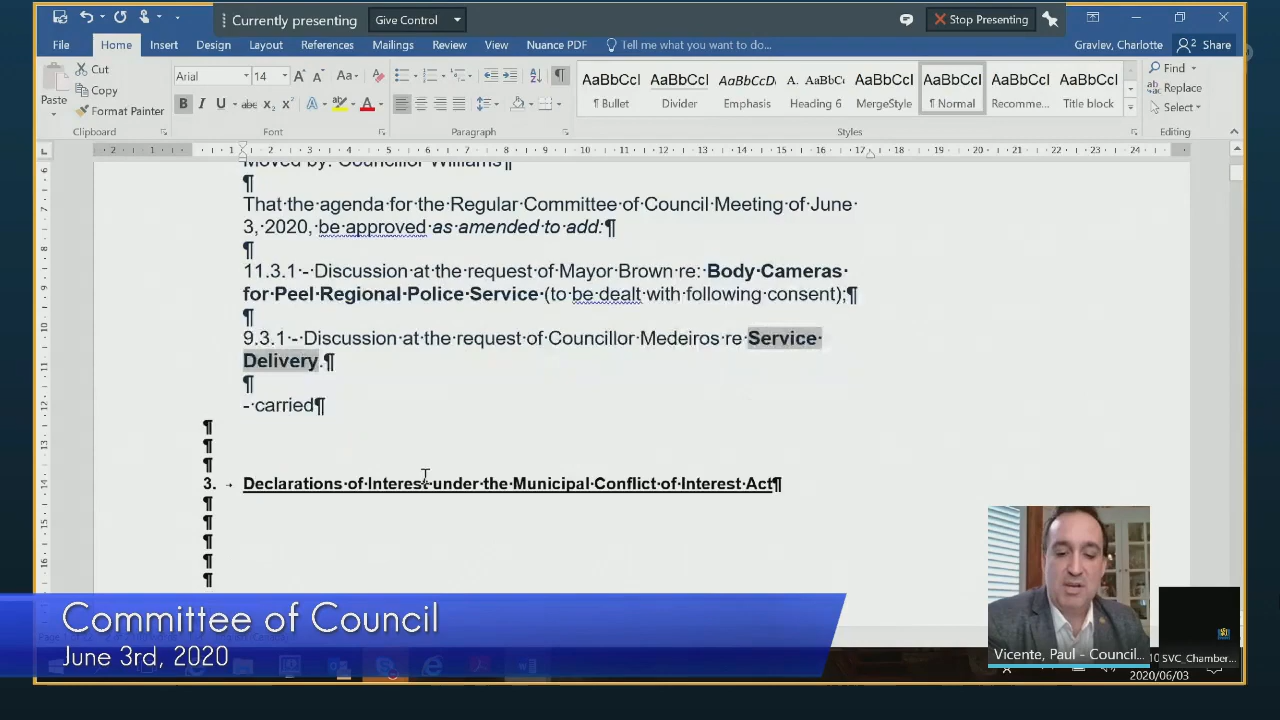 Currently presenting
Give Control
Stop Presenting
File Home Insert Design Layout References Mailings Review View Nuance PDF Tell me what you want to do...
Gravlev, Charlotte
Share
Paste
Cut
Copy
Format Painter
Clipboard
Arial 14
Font
Paragraph
AaBbCcI AaBbCcI AaBbCcD A. AaBbC AaBbCcI AaBbCcI AaBbCcI AaBbCcI
¶ Bullet Divider Emphasis Heading 6 MergeStyle ¶ Normal Recomme... Title block
Styles
Find
Replace
Select
Editing
Moved by: Councillor Williams¶
¶
That·the·agenda·for·the·Regular·Committee·of·Council·Meeting·of·June·
3,·2020,·be·approved·as·amended·to·add:¶
¶
11.3.1·-·Discussion·at·the·request·of·Mayor·Brown·re:·Body·Cameras·
for·Peel·Regional·Police·Service·(to·be·dealt·with·following·consent);¶
¶
9.3.1·-·Discussion·at·the·request·of·Councillor·Medeiros·re·Service·
Delivery.¶
¶
-·carried¶
¶
¶
¶
3. → Declarations·of·Interest·under·the·Municipal·Conflict·of·Interest·Act¶
¶
¶
¶
¶
¶
Committee of Council
June 3rd, 2020
Vicente, Paul - Council...
SVC_Chamber...
2020/06/03